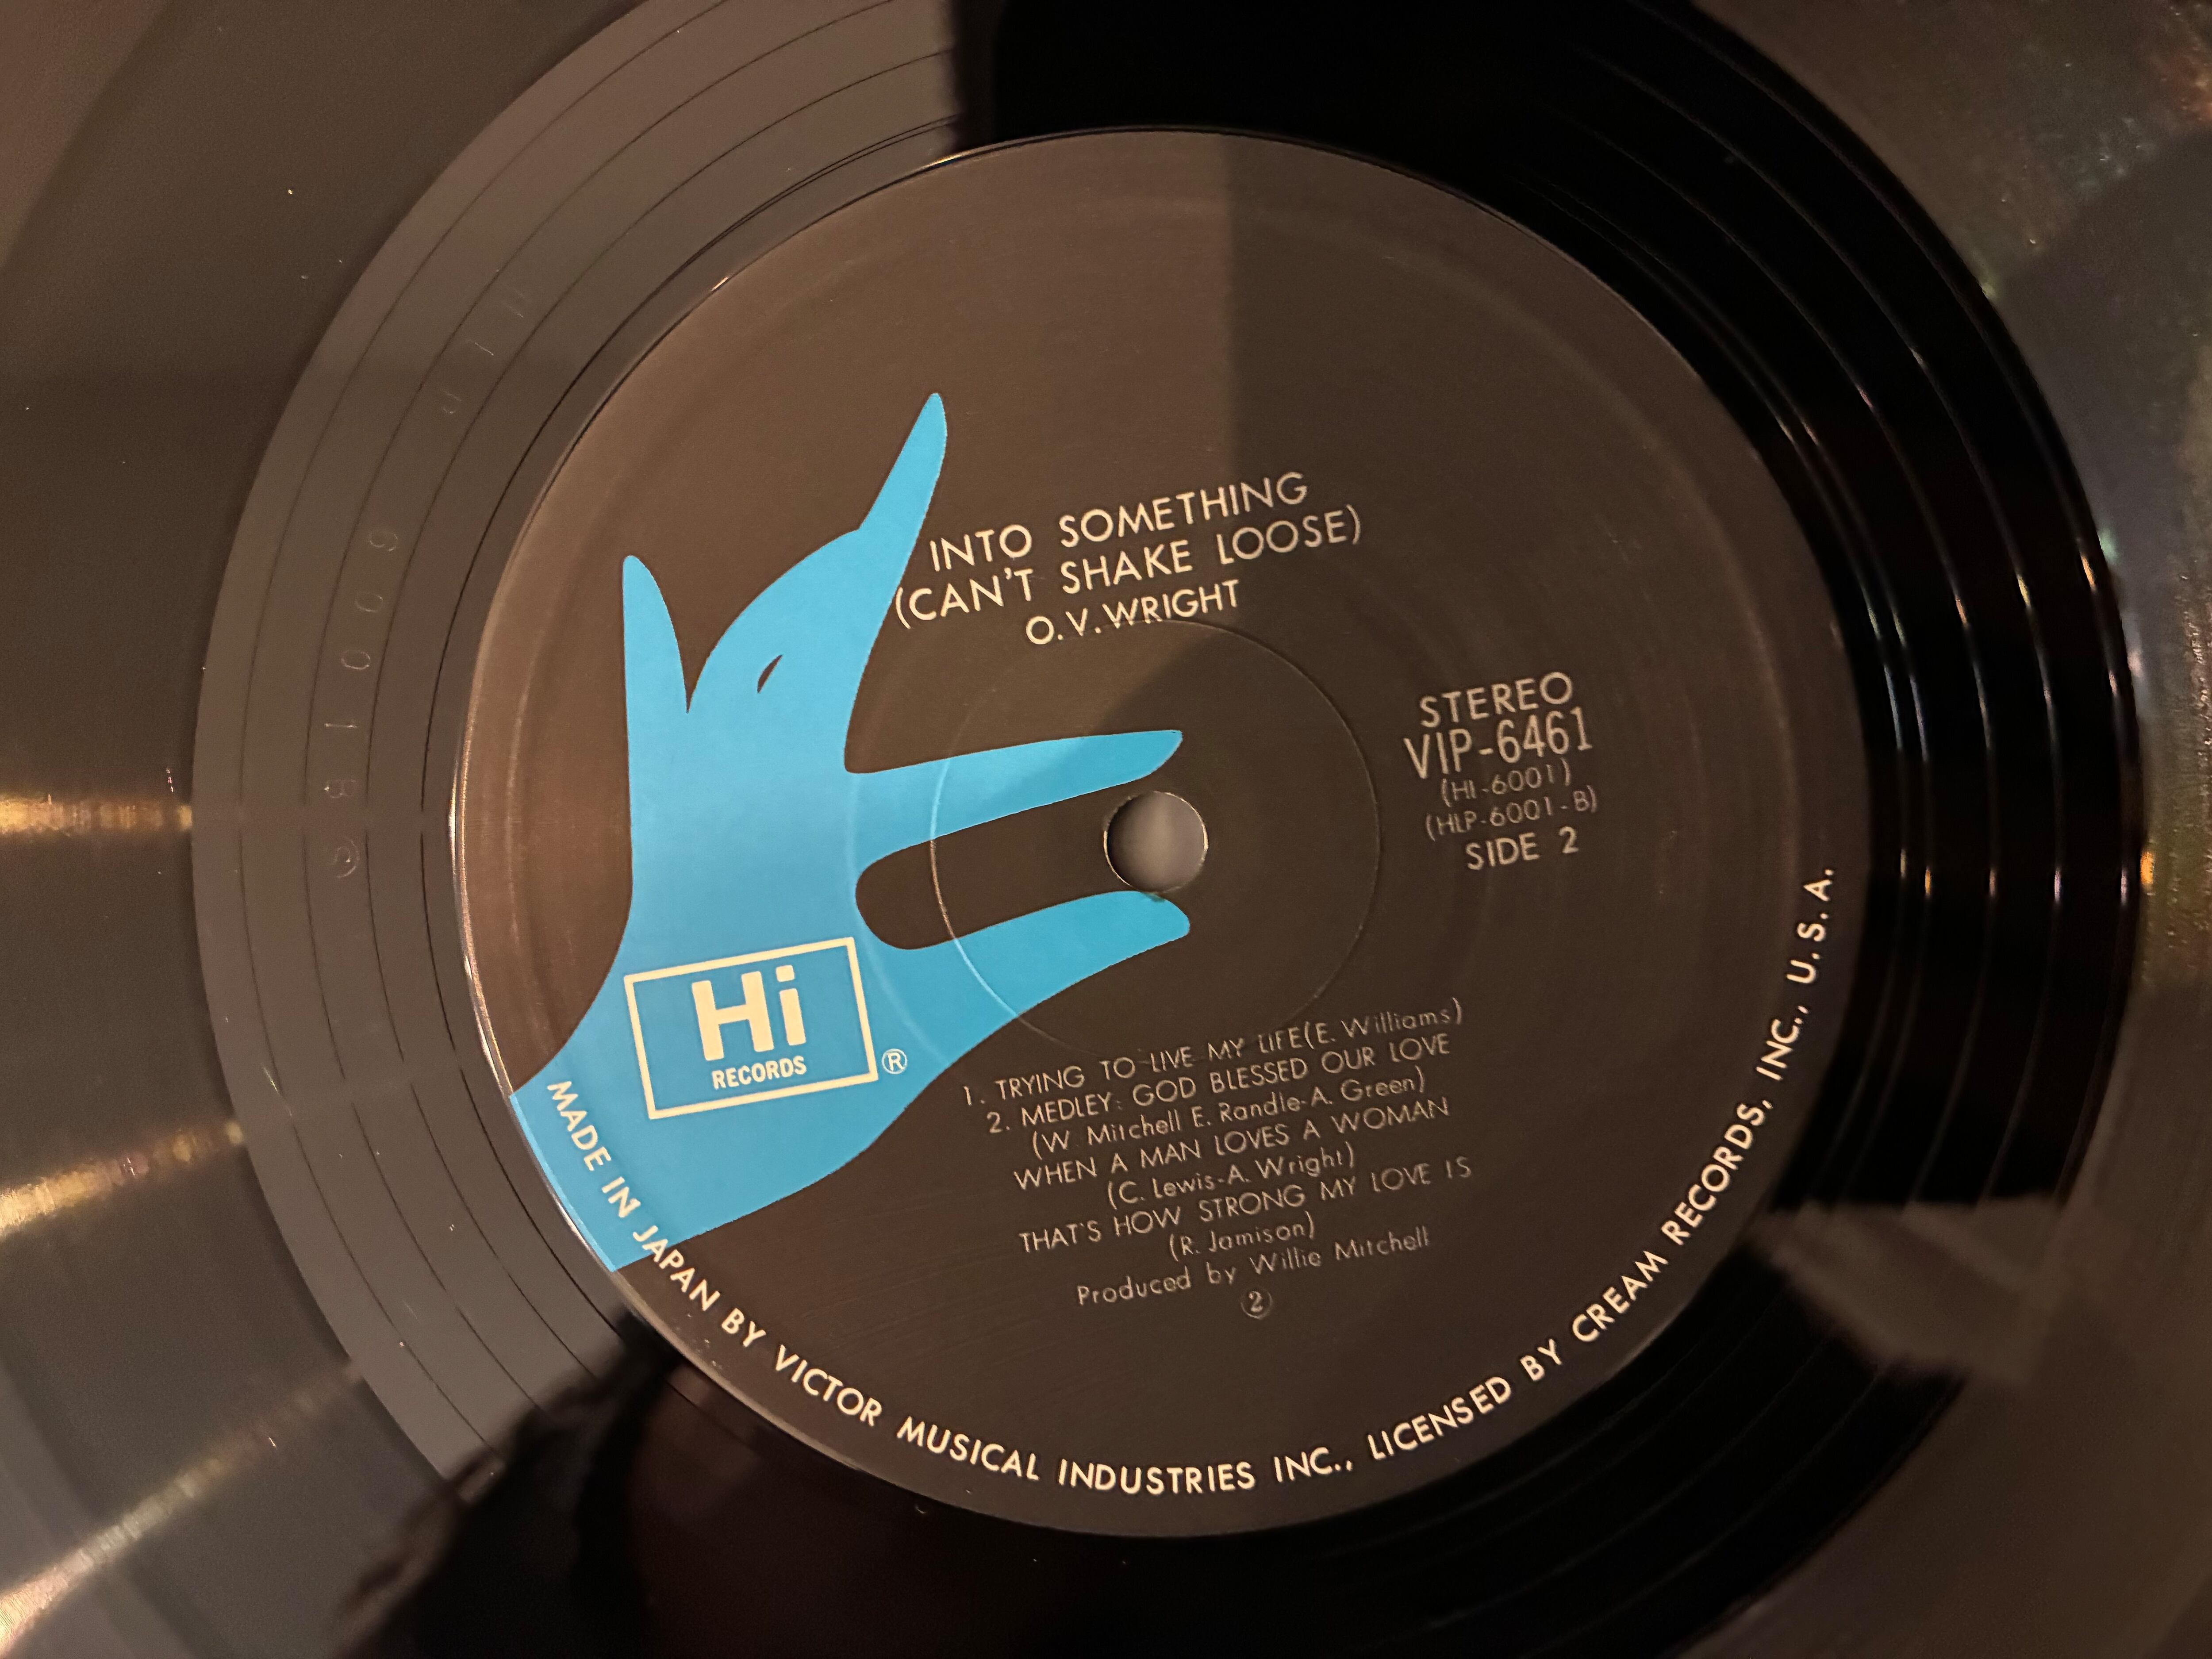 INTO SOMETHING
(CAN'T SHAKE LOOSE)
O.V.WRIGHT
STEREO
VIP-6461
(HI-6001)
(HLP-6001-B)
SIDE 2
Hi
RECORDS
®
1. TRYING TO LIVE MY LIFE(E. Williams)
2. MEDLEY: GOD BLESSED OUR LOVE
(W. Mitchell E. Randle-A. Green)
WHEN A MAN LOVES A WOMAN
(C. Lewis-A. Wright)
THAT'S HOW STRONG MY LOVE IS
(R. Jamison)
Produced by Willie Mitchell
②
MADE IN JAPAN BY VICTOR MUSICAL INDUSTRIES INC., LICENSED BY CREAM RECORDS, INC., U.S.A.